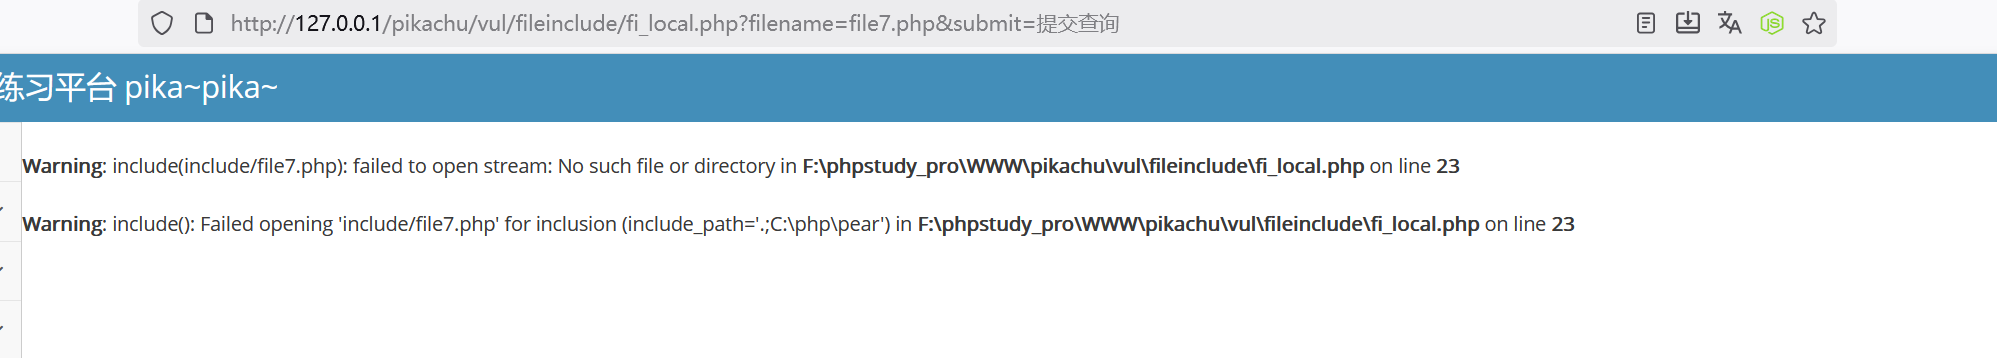 http://127.0.0.1/pikachu/vul/fileinclude/fi_local.php?filename=file7.php&submit=提交查询
练习平台 pika~pika~
Warning: include(include/file7.php): failed to open stream: No such file or directory in F:\phpstudy_pro\WWW\pikachu\vul\fileinclude\fi_local.php on line 23
Warning: include(): Failed opening 'include/file7.php' for inclusion (include_path='.;C:\php\pear') in F:\phpstudy_pro\WWW\pikachu\vul\fileinclude\fi_local.php on line 23